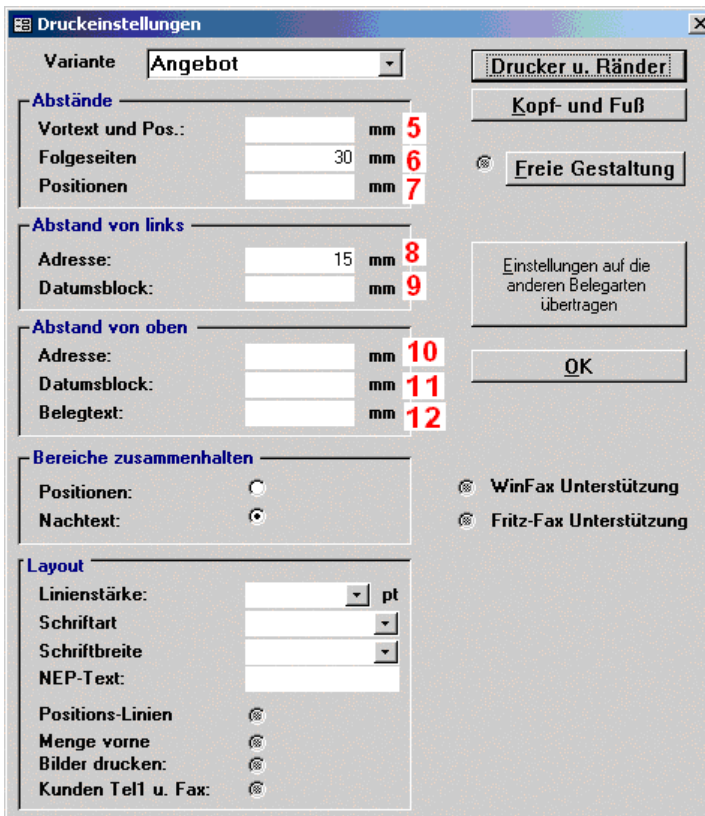 Druckeinstellungen
Variante Angebot
Drucker u. Ränder
Kopf- und Fuß
Freie Gestaltung
Abstände
Vortext und Pos.: mm 5
Folgeseiten 30 mm 6
Positionen mm 7
Abstand von links
Adresse: 15 mm 8
Datumsblock: mm 9
Einstellungen auf die
anderen Belegarten
übertragen
Abstand von oben
Adresse: mm 10
Datumsblock: mm 11
Belegtext: mm 12
OK
Bereiche zusammenhalten
Positionen:
Nachtext:
WinFax Unterstützung
Fritz-Fax Unterstützung
Layout
Linienstärke: pt
Schriftart
Schriftbreite
NEP-Text:
Positions-Linien
Menge vorne
Bilder drucken:
Kunden Tel1 u. Fax: